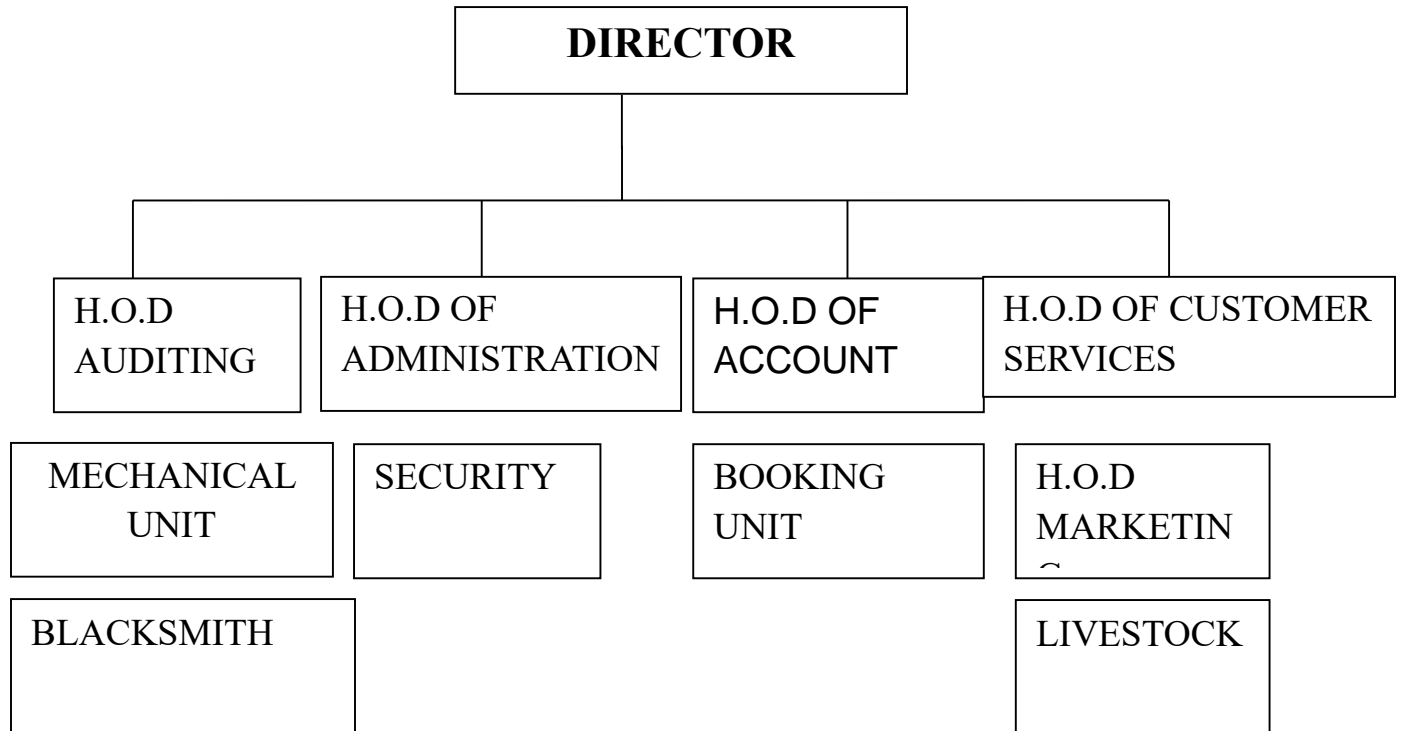 DIRECTOR
H.O.D
AUDITING
H.O.D OF
ADMINISTRATION
H.O.D OF
ACCOUNT
H.O.D OF CUSTOMER
SERVICES
MECHANICAL
UNIT
SECURITY
BOOKING
UNIT
H.O.D
MARKETIN
BLACKSMITH
LIVESTOCK